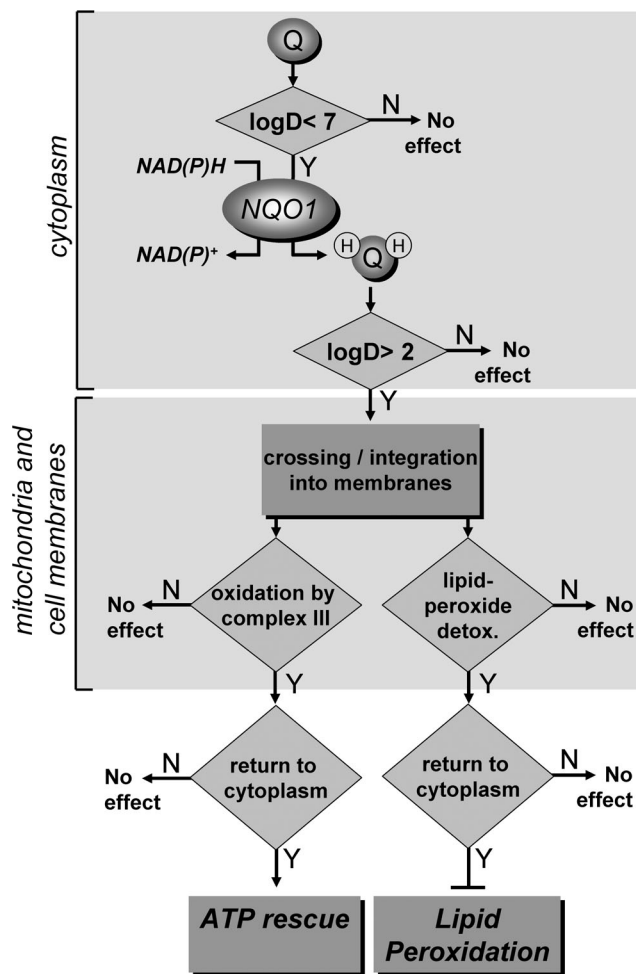 Q
logD< 7
N
No
effect
NAD(P)H
Y
NQO1
NAD(P)+
H
Q
H
logD> 2
N
No
effect
Y
crossing / integration
into membranes
oxidation by
complex III
N
No
effect
lipid-
peroxide
detox.
N
No
effect
Y
Y
return to
cytoplasm
N
No
effect
return to
cytoplasm
N
No
effect
Y
Y
ATP rescue
Lipid
Peroxidation
cytoplasm
mitochondria and
cell membranes